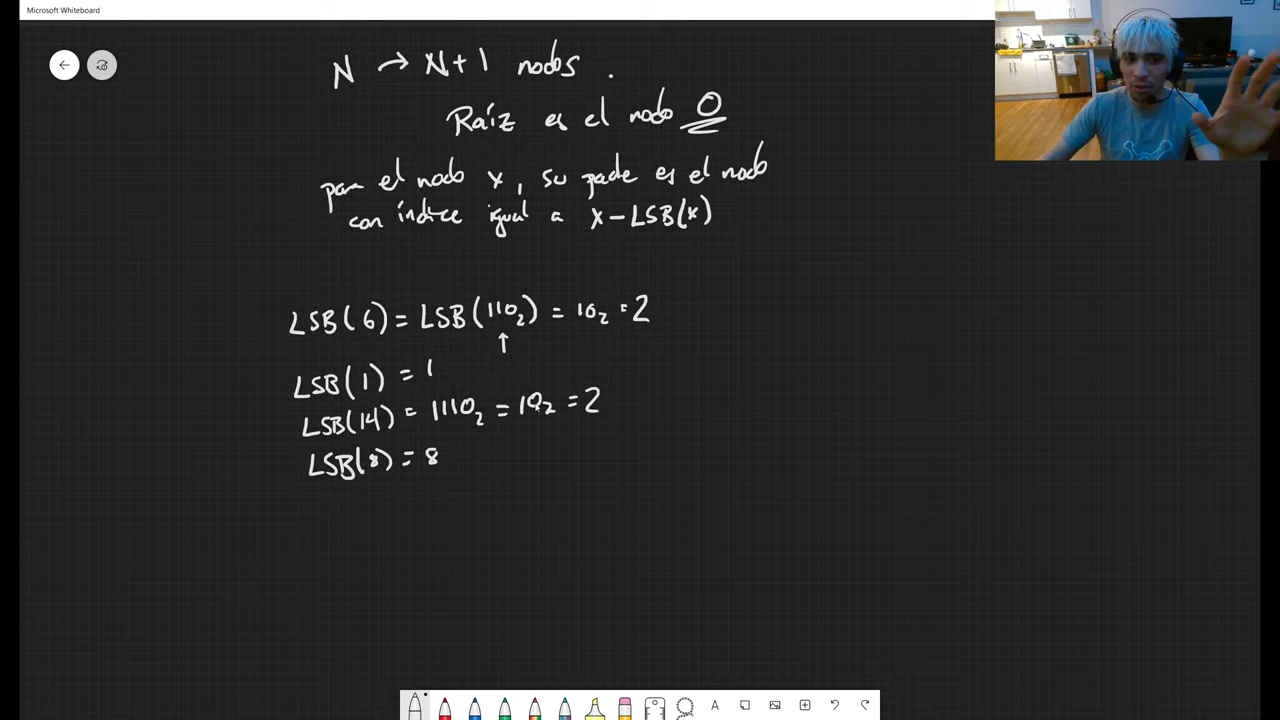 Microsoft Whiteboard
N → N+1 nodos .
Raíz es el nodo 0
para el nodo x, su padre es el nodo
con índice igual a x-LSB(x)
LSB(6) = LSB(110₂) = 10₂ = 2
↑
LSB(1) = 1
LSB(14) = 1110₂ = 10₂ = 2
LSB(8) = 8
A